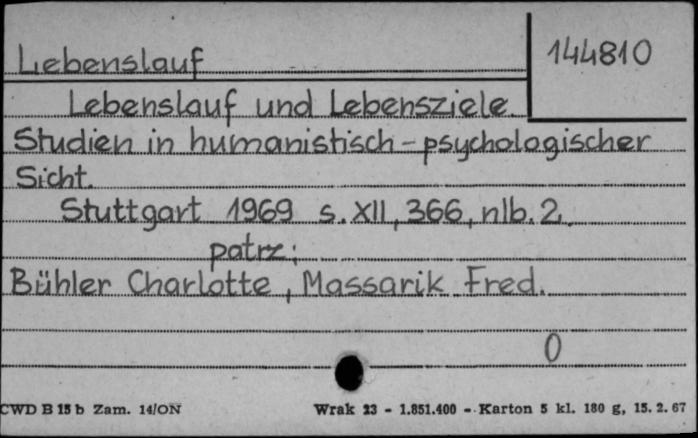 Lebenslauf
144810
Lebenslauf und Lebensziele.
Studien in humanistisch-psychologischer
Sicht.
Stuttgart 1969 s. XII, 366, nlb. 2.
patrz:
Bühler Charlotte, Massarik Fred.
0
CWD B 15 b Zam. 14/ON Wrak 23 - 1.851.400 - Karton 5 kl. 180 g, 15. 2. 67